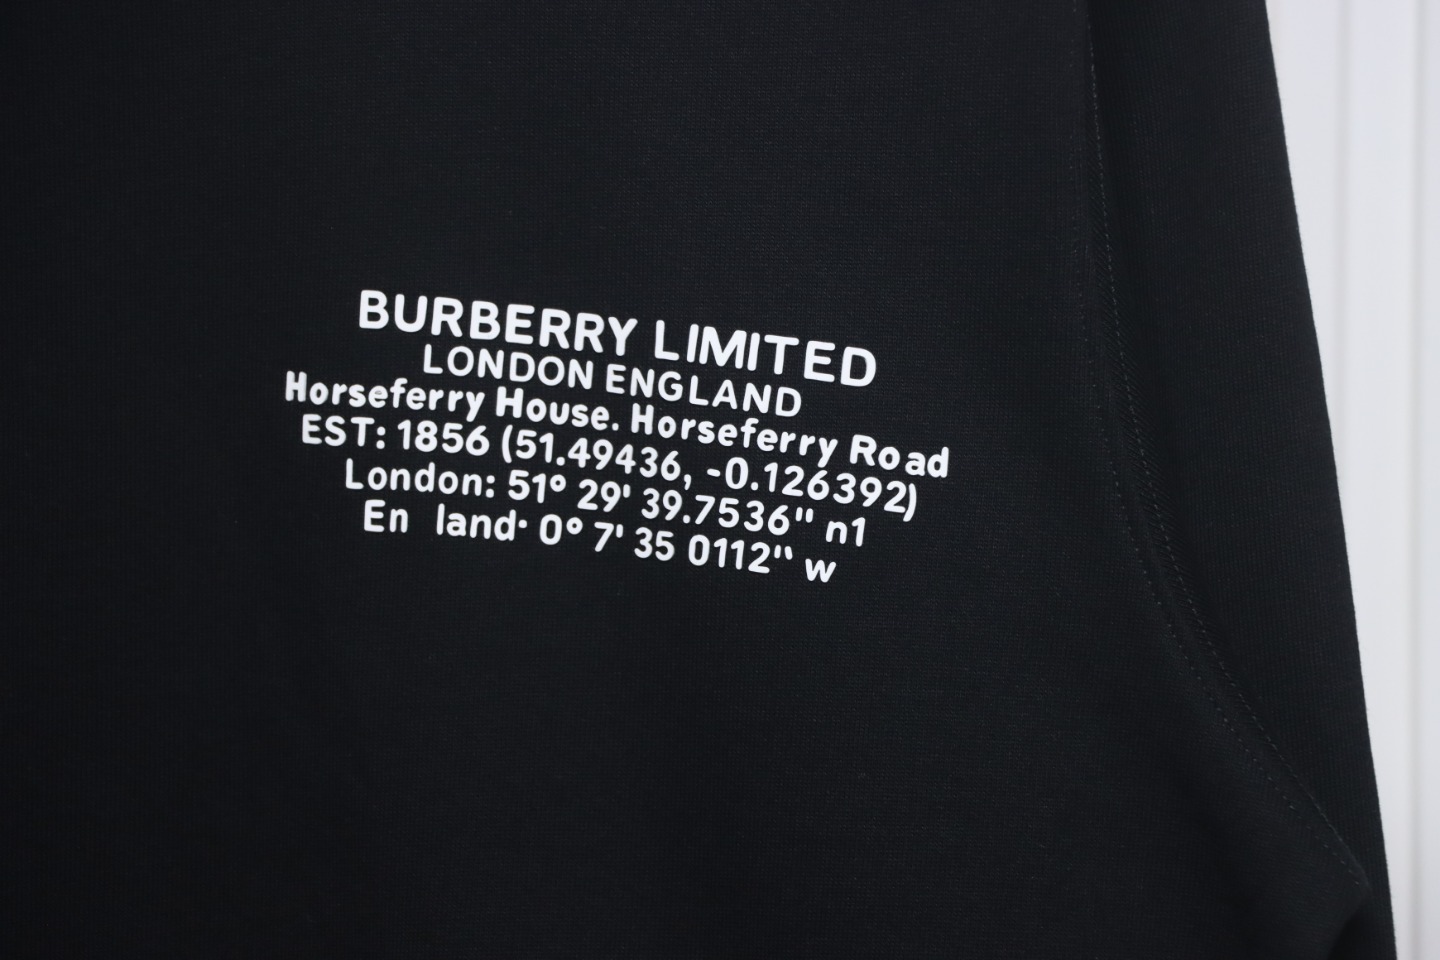 BURBERRY LIMITED
LONDON ENGLAND
Horseferry House. Horseferry Road
EST: 1856 (51.49436, -0.126392)
London: 51° 29' 39.7536" n1
En land· 0° 7' 35 0112" w